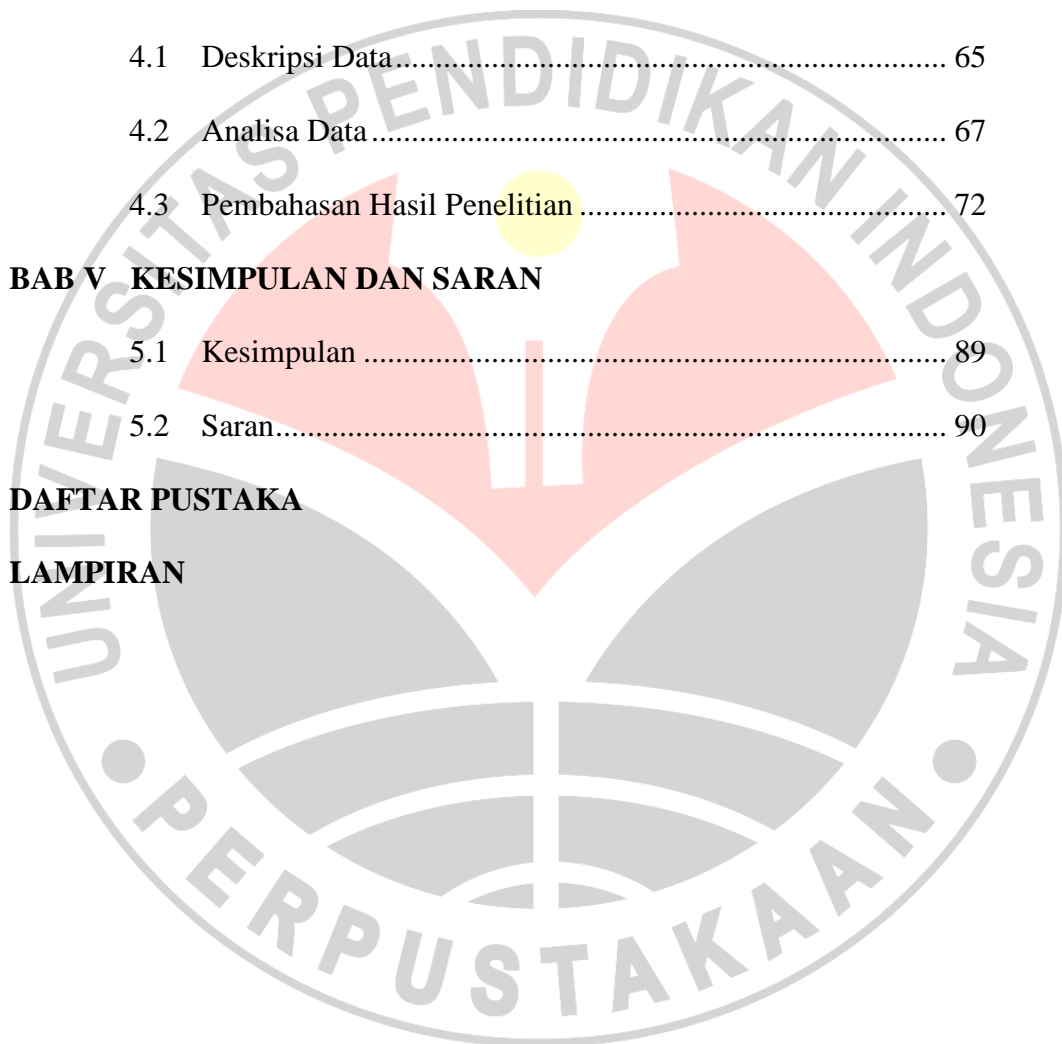 4.1 Deskripsi Data ..................................................................... 65
4.2 Analisa Data ........................................................................ 67
4.3 Pembahasan Hasil Penelitian .............................................. 72
BAB V KESIMPULAN DAN SARAN
5.1 Kesimpulan ......................................................................... 89
5.2 Saran.................................................................................... 90
DAFTAR PUSTAKA
LAMPIRAN
UNIVERSITAS PENDIDIKAN INDONESIA
PERPUSTAKAAN